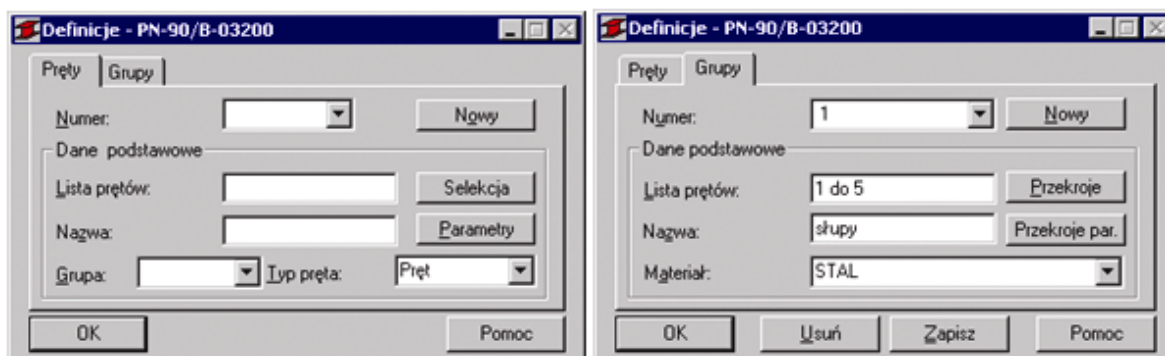 Definicje - PN-90/B-03200
Pręty Grupy
Numer: Nowy
Dane podstawowe
Lista prętów: Selekcja
Nazwa: Parametry
Grupa: Typ pręta: Pręt
OK Pomoc
Definicje - PN-90/B-03200
Pręty Grupy
Numer: 1 Nowy
Dane podstawowe
Lista prętów: 1 do 5 Przekroje
Nazwa: słupy Przekroje par.
Materiał: STAL
OK Usuń Zapisz Pomoc